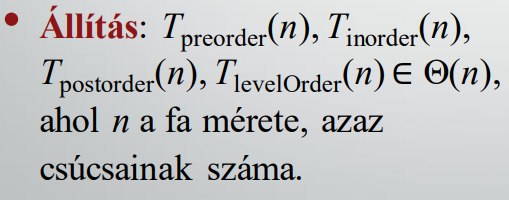 • Állítás: T_preorder(n), T_inorder(n),
T_postorder(n), T_levelOrder(n) ∈ Θ(n),
ahol n a fa mérete, azaz
csúcsainak száma.